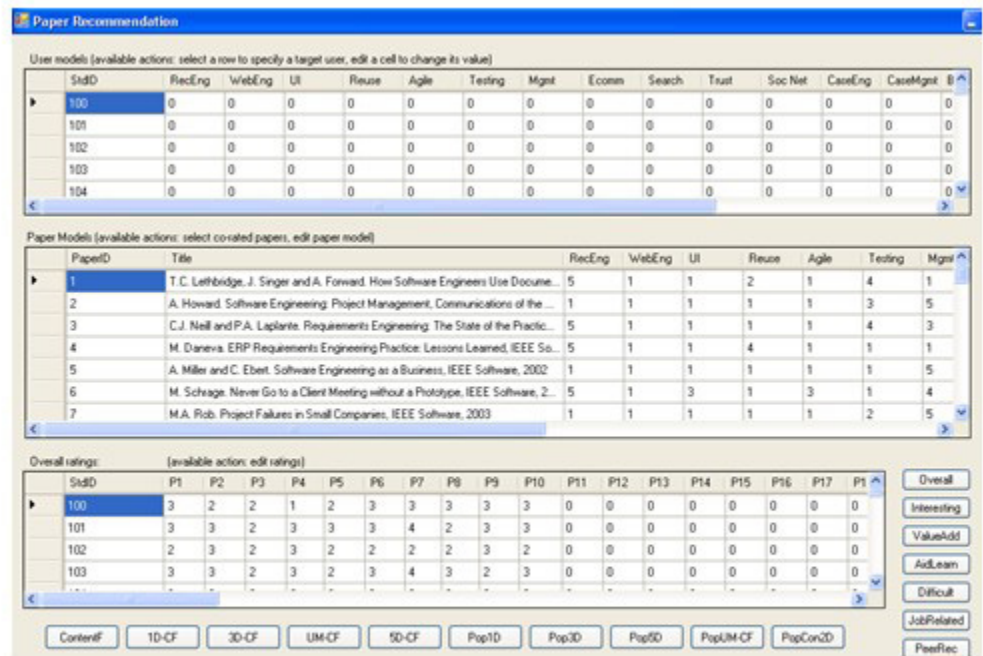 Paper Recommendation
User models (available actions: select a row to specify a target user, edit a cell to change its value)
StdID RecEng WebEng UI Reuse Agile Testing Mgmt Ecomm Search Trust Soc Net CaseEng CaseMgmt B
100 0 0 0 0 0 0 0 0 0 0 0 0 0 0
101 0 0 0 0 0 0 0 0 0 0 0 0 0 0
102 0 0 0 0 0 0 0 0 0 0 0 0 0 0
103 0 0 0 0 0 0 0 0 0 0 0 0 0 0
104 0 0 0 0 0 0 0 0 0 0 0 0 0 0
Paper Models (available actions: select co-rated papers, edit paper model)
PaperID Title RecEng WebEng UI Reuse Agile Testing Mgmt
1 T.C. Lethbridge, J. Singer and A. Forward. How Software Engineers Use Docume... 5 1 1 2 1 4 1
2 A. Howard. Software Engineering Project Management, Communications of the ... 1 1 1 1 1 3 5
3 C.J. Neill and P.A. Laplante. Requirements Engineering: The State of the Practic... 5 1 1 1 1 4 3
4 M. Daneva. ERP Requirements Engineering Practice: Lessons Learned, IEEE So... 5 1 1 4 1 1 1
5 A. Miller and C. Ebert. Software Engineering as a Business, IEEE Software, 2002 1 1 1 1 1 1 5
6 M. Schrage. Never Go to a Client Meeting without a Prototype, IEEE Software, 2... 5 1 3 1 3 1 4
7 M.A. Rob. Project Failures in Small Companies, IEEE Software, 2003 1 1 1 1 1 2 5
Overall ratings: (available action: edit ratings)
StdID P1 P2 P3 P4 P5 P6 P7 P8 P9 P10 P11 P12 P13 P14 P15 P16 P17 P1
100 3 2 2 1 2 3 3 3 3 3 0 0 0 0 0 0 0 0
101 3 3 2 3 3 3 4 2 3 3 0 0 0 0 0 0 0 0
102 2 3 2 3 2 2 2 2 3 2 0 0 0 0 0 0 0 0
103 3 3 2 3 2 3 4 3 2 3 0 0 0 0 0 0 0 0
Overall
Interesting
ValueAdd
AidLearn
Difficult
JobRelated
PeerRec
ContentF 1D-CF 3D-CF UM-CF 5D-CF Pop1D Pop3D Pop5D PopUM-CF PopCon2D